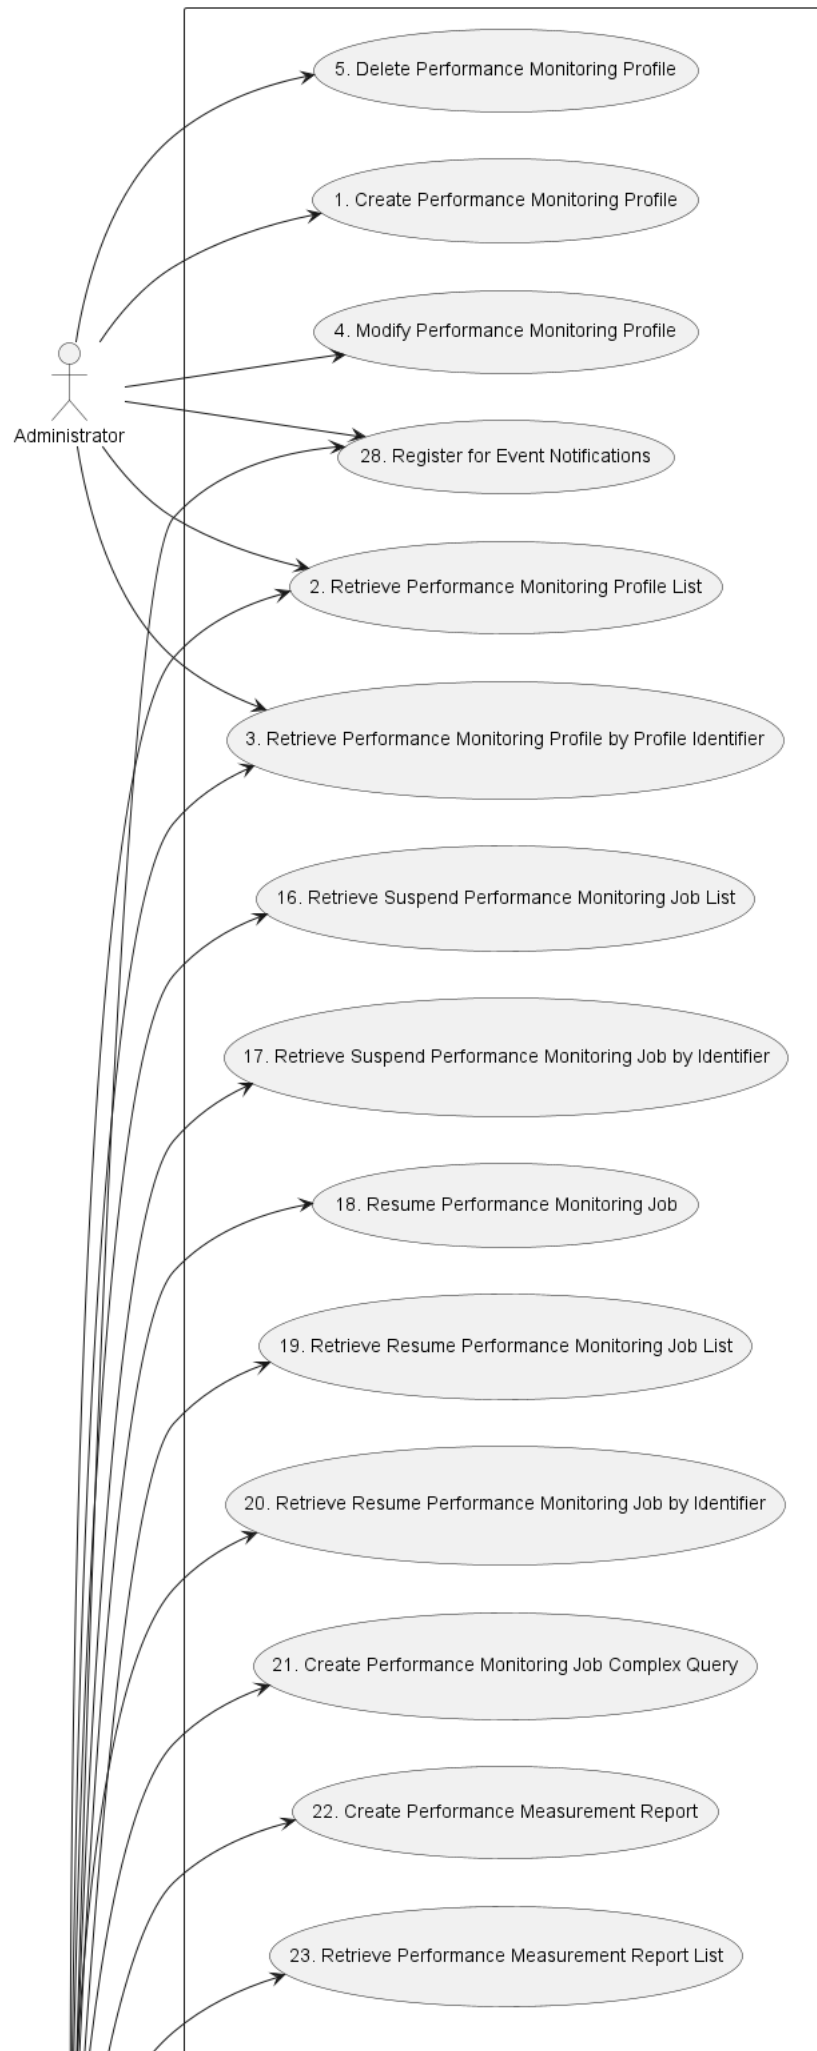 5. Delete Performance Monitoring Profile
1. Create Performance Monitoring Profile
4. Modify Performance Monitoring Profile
Administrator
28. Register for Event Notifications
2. Retrieve Performance Monitoring Profile List
3. Retrieve Performance Monitoring Profile by Profile Identifier
16. Retrieve Suspend Performance Monitoring Job List
17. Retrieve Suspend Performance Monitoring Job by Identifier
18. Resume Performance Monitoring Job
19. Retrieve Resume Performance Monitoring Job List
20. Retrieve Resume Performance Monitoring Job by Identifier
21. Create Performance Monitoring Job Complex Query
22. Create Performance Measurement Report
23. Retrieve Performance Measurement Report List